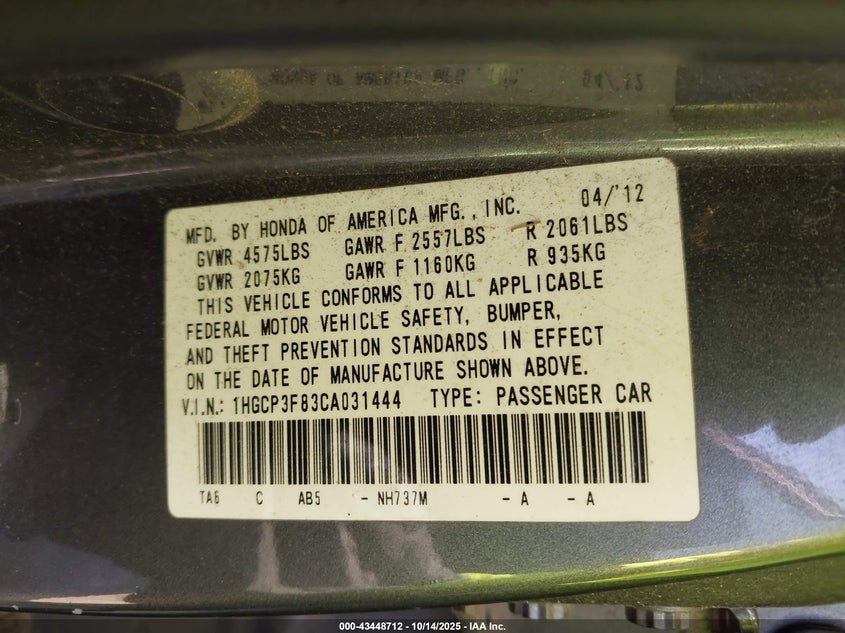 MFD. BY HONDA OF AMERICA MFG., INC. 04/'12
GVWR 4575LBS GAWR F 2557LBS R 2061LBS
GVWR 2075KG GAWR F 1160KG R 935KG
THIS VEHICLE CONFORMS TO ALL APPLICABLE
FEDERAL MOTOR VEHICLE SAFETY, BUMPER,
AND THEFT PREVENTION STANDARDS IN EFFECT
ON THE DATE OF MANUFACTURE SHOWN ABOVE.
V.I.N.: 1HGCP3F83CA031444 TYPE: PASSENGER CAR
TA6 C AB5 - NH737M - A - A
000-43448712 - 10/14/2025 - IAA Inc.